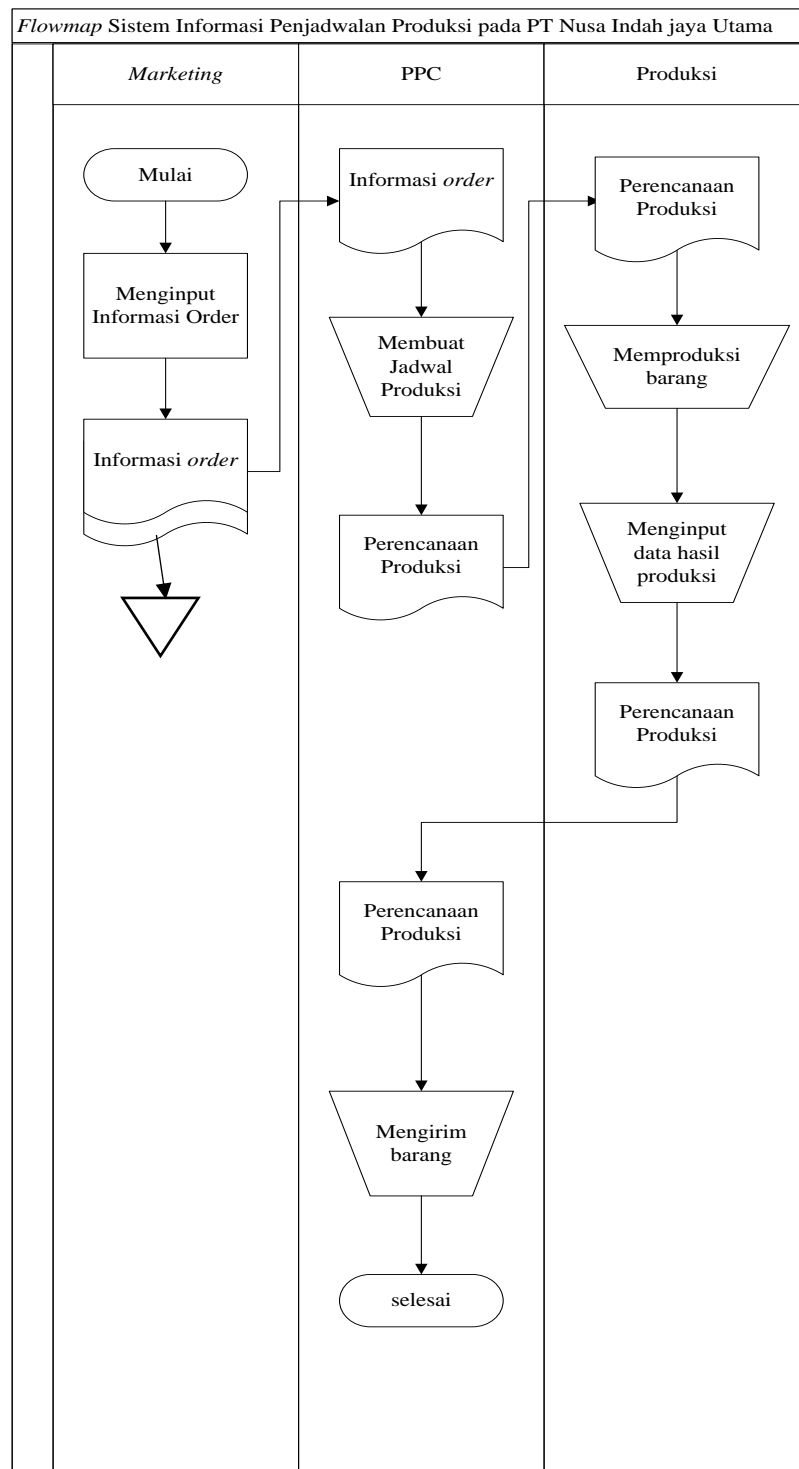 Flowmap Sistem Informasi Penjadwalan Produksi pada PT Nusa Indah jaya Utama
Marketing
PPC
Produksi
Mulai
Menginput
Informasi Order
Informasi order
Informasi order
Membuat
Jadwal
Produksi
Perencanaan
Produksi
Perencanaan
Produksi
Memproduksi
barang
Menginput
data hasil
produksi
Perencanaan
Produksi
Perencanaan
Produksi
Mengirim
barang
selesai